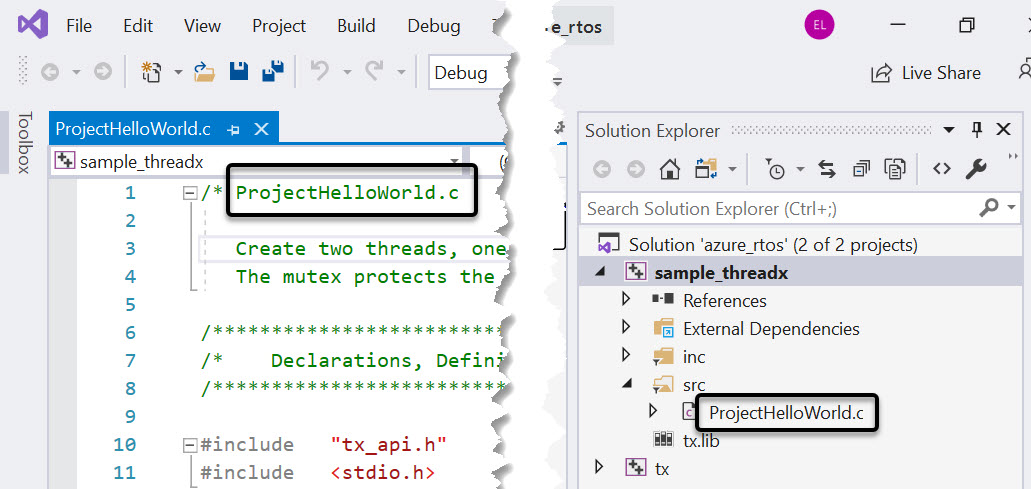 File Edit View Project Build Debug
re_rtos
EL
Debug
Live Share
Toolbox
ProjectHelloWorld.c
sample_threadx
1 /* ProjectHelloWorld.c
2
3 Create two threads, one
4 The mutex protects the
5
6 /***************************
7 /* Declarations, Defini
8 /***************************
9
10 #include "tx_api.h"
11 #include <stdio.h>
Solution Explorer
Search Solution Explorer (Ctrl+;)
Solution 'azure_rtos' (2 of 2 projects)
sample_threadx
References
External Dependencies
inc
src
ProjectHelloWorld.c
tx.lib
tx